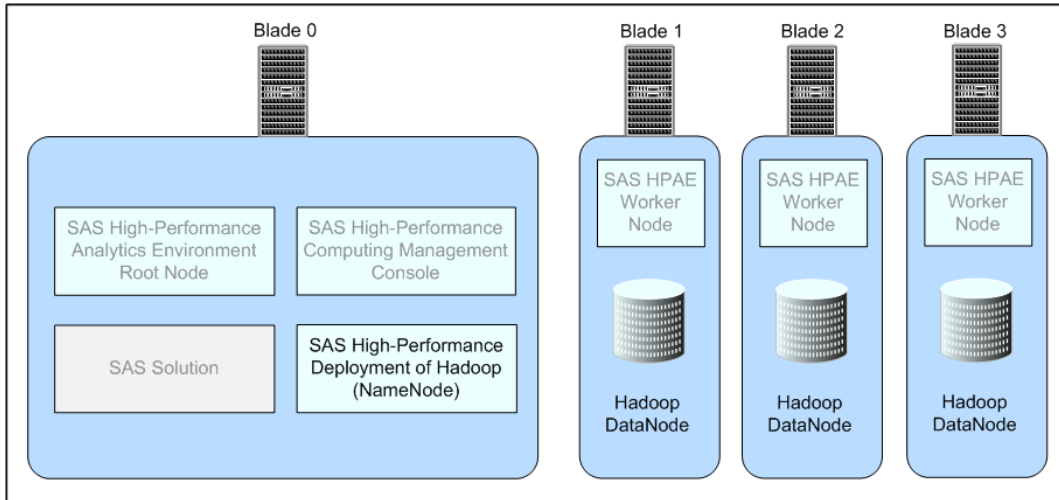 Blade 0
SAS High-Performance
Analytics Environment
Root Node
SAS High-Performance
Computing Management
Console
SAS Solution
SAS High-Performance
Deployment of Hadoop
(NameNode)
Blade 1
SAS HPAE
Worker
Node
Hadoop
DataNode
Blade 2
SAS HPAE
Worker
Node
Hadoop
DataNode
Blade 3
SAS HPAE
Worker
Node
Hadoop
DataNode